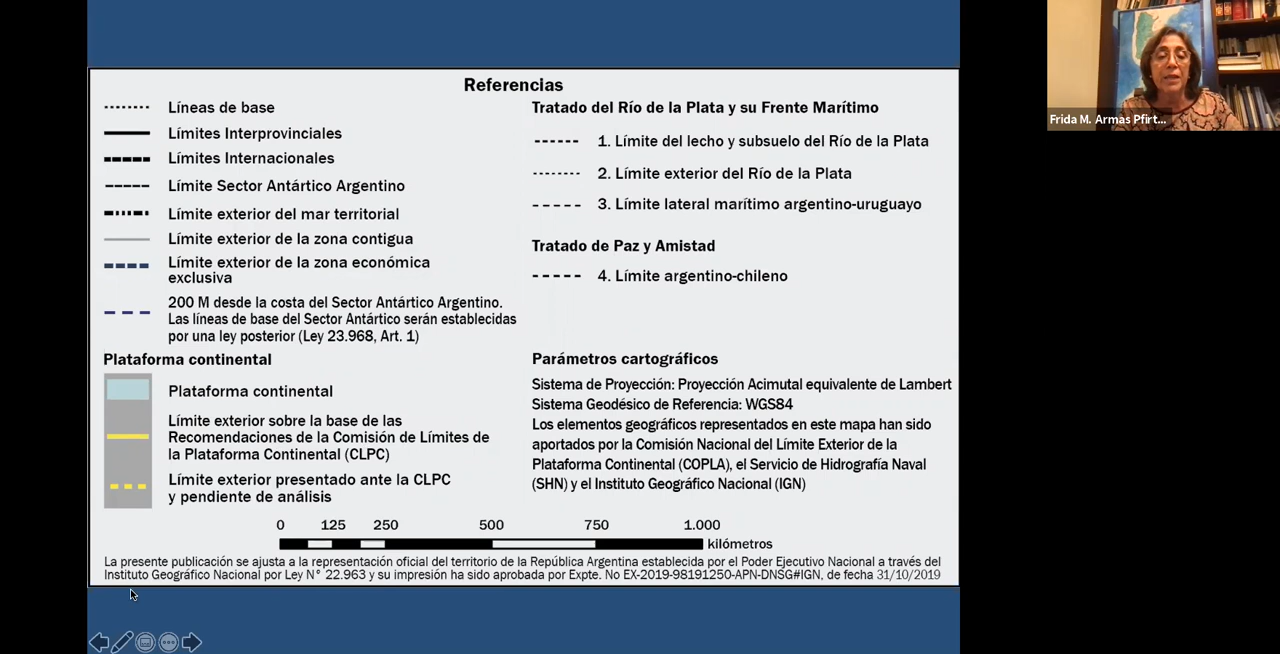 Referencias
Líneas de base
Límites Interprovinciales
Límites Internacionales
Límite Sector Antártico Argentino
Límite exterior del mar territorial
Límite exterior de la zona contigua
Límite exterior de la zona económica
exclusiva
200 M desde la costa del Sector Antártico Argentino.
Las líneas de base del Sector Antártico serán establecidas
por una ley posterior (Ley 23.968, Art. 1)
Tratado del Río de la Plata y su Frente Marítimo
1. Límite del lecho y subsuelo del Río de la Plata
2. Límite exterior del Río de la Plata
3. Límite lateral marítimo argentino-uruguayo
Tratado de Paz y Amistad
4. Límite argentino-chileno
Plataforma continental
Plataforma continental
Límite exterior sobre la base de las
Recomendaciones de la Comisión de Límites de
la Plataforma Continental (CLPC)
Límite exterior presentado ante la CLPC
y pendiente de análisis
Parámetros cartográficos
Sistema de Proyección: Proyección Acimutal equivalente de Lambert
Sistema Geodésico de Referencia: WGS84
Los elementos geográficos representados en este mapa han sido
aportados por la Comisión Nacional del Límite Exterior de la
Plataforma Continental (COPLA), el Servicio de Hidrografía Naval
(SHN) y el Instituto Geográfico Nacional (IGN)
0 125 250 500 750 1.000
kilómetros
La presente publicación se ajusta a la representación oficial del territorio de la República Argentina establecida por el Poder Ejecutivo Nacional a través del
Instituto Geográfico Nacional por Ley N° 22.963 y su impresión ha sido aprobada por Expte. No EX-2019-98191250-APN-DNSG#IGN, de fecha 31/10/2019
Frida M. Armas Pfirt...